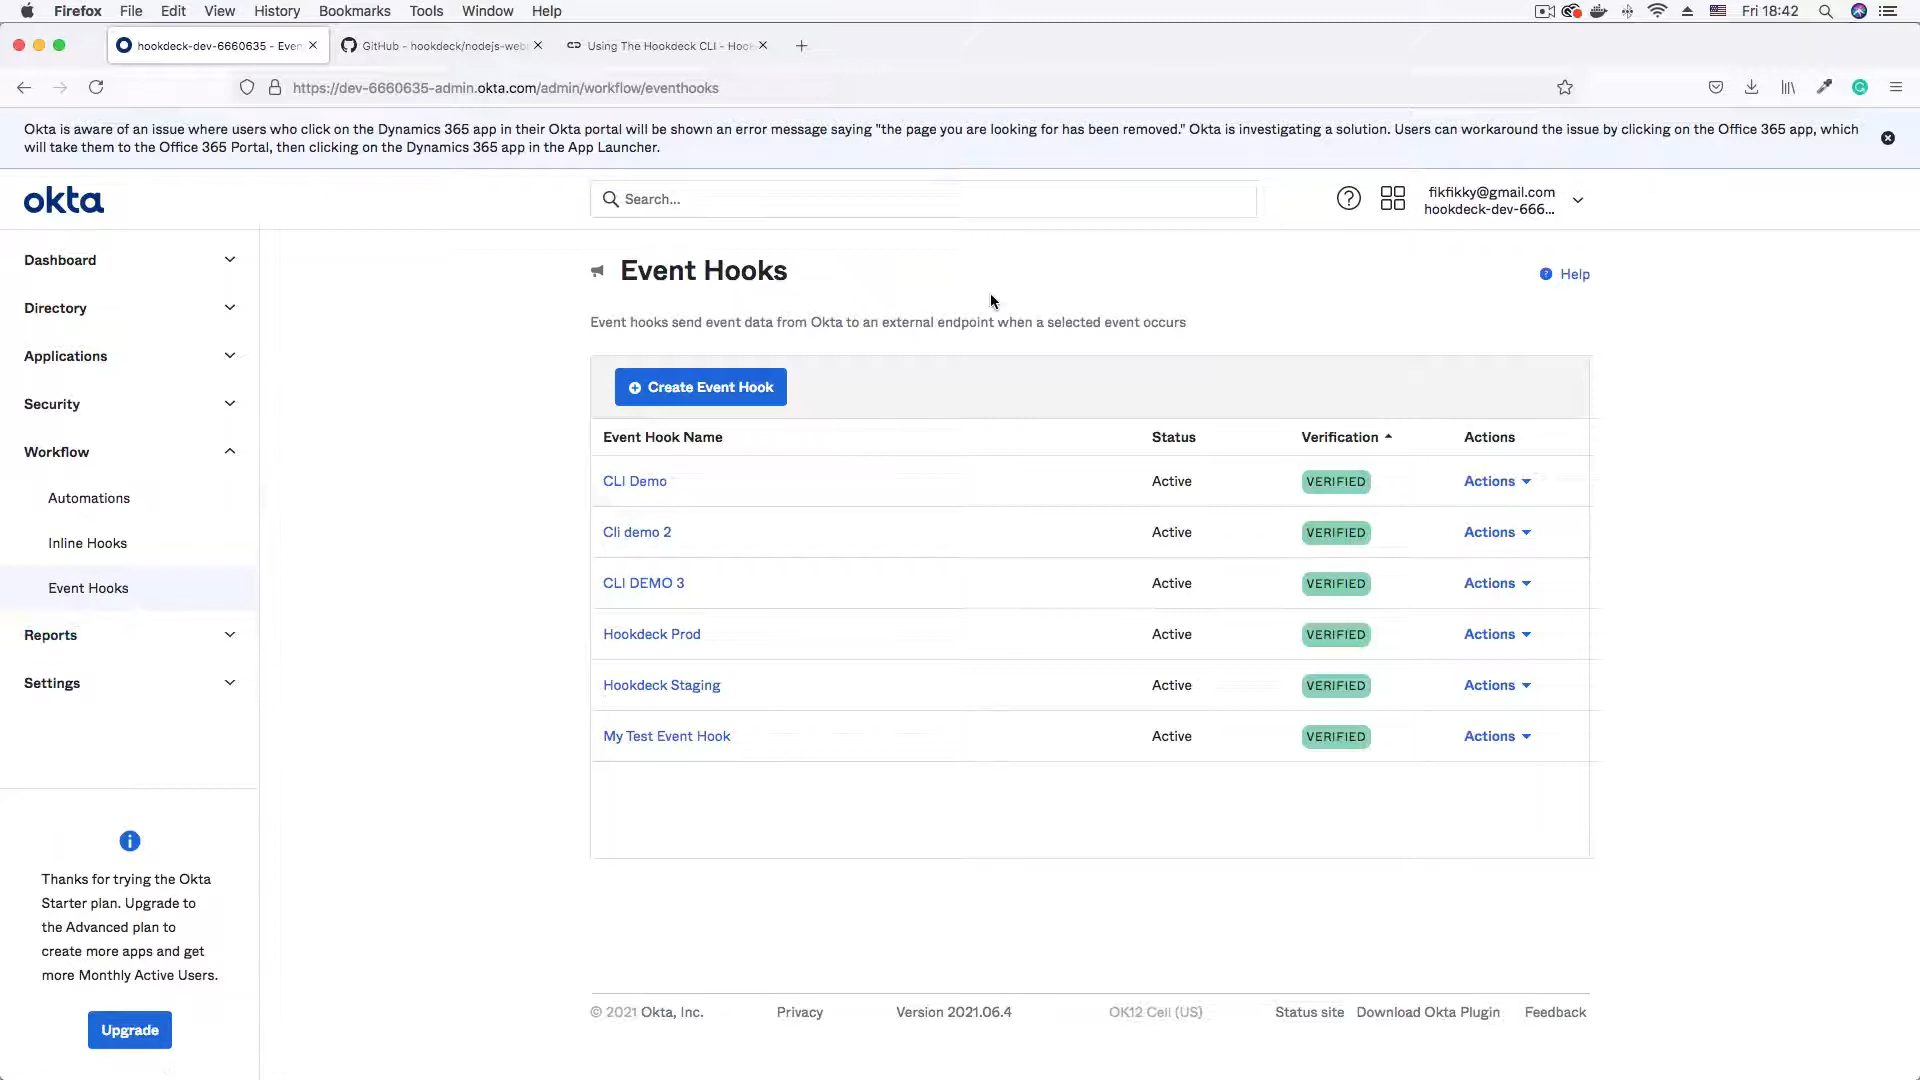 Firefox File Edit View History Bookmarks Tools Window Help Fri 18:42
hookdeck-dev-6660635 - Even
GitHub - hookdeck/nodejs-web
Using The Hookdeck CLI - Hoo
https://dev-6660635-admin.okta.com/admin/workflow/eventhooks
Okta is aware of an issue where users who click on the Dynamics 365 app in their Okta portal will be shown an error message saying "the page you are looking for has been removed." Okta is investigating a solution. Users can workaround the issue by clicking on the Office 365 app, which
will take them to the Office 365 Portal, then clicking on the Dynamics 365 app in the App Launcher.
okta
Search...
fikfikky@gmail.com
hookdeck-dev-666...
Dashboard
Directory
Applications
Security
Workflow
Automations
Inline Hooks
Event Hooks
Reports
Settings
Thanks for trying the Okta
Starter plan. Upgrade to
the Advanced plan to
create more apps and get
more Monthly Active Users.
Upgrade
Event Hooks
Help
Event hooks send event data from Okta to an external endpoint when a selected event occurs
Create Event Hook
Event Hook Name Status Verification Actions
CLI Demo Active VERIFIED Actions
Cli demo 2 Active VERIFIED Actions
CLI DEMO 3 Active VERIFIED Actions
Hookdeck Prod Active VERIFIED Actions
Hookdeck Staging Active VERIFIED Actions
My Test Event Hook Active VERIFIED Actions
© 2021 Okta, Inc. Privacy Version 2021.06.4 OK12 Cell (US) Status site Download Okta Plugin Feedback